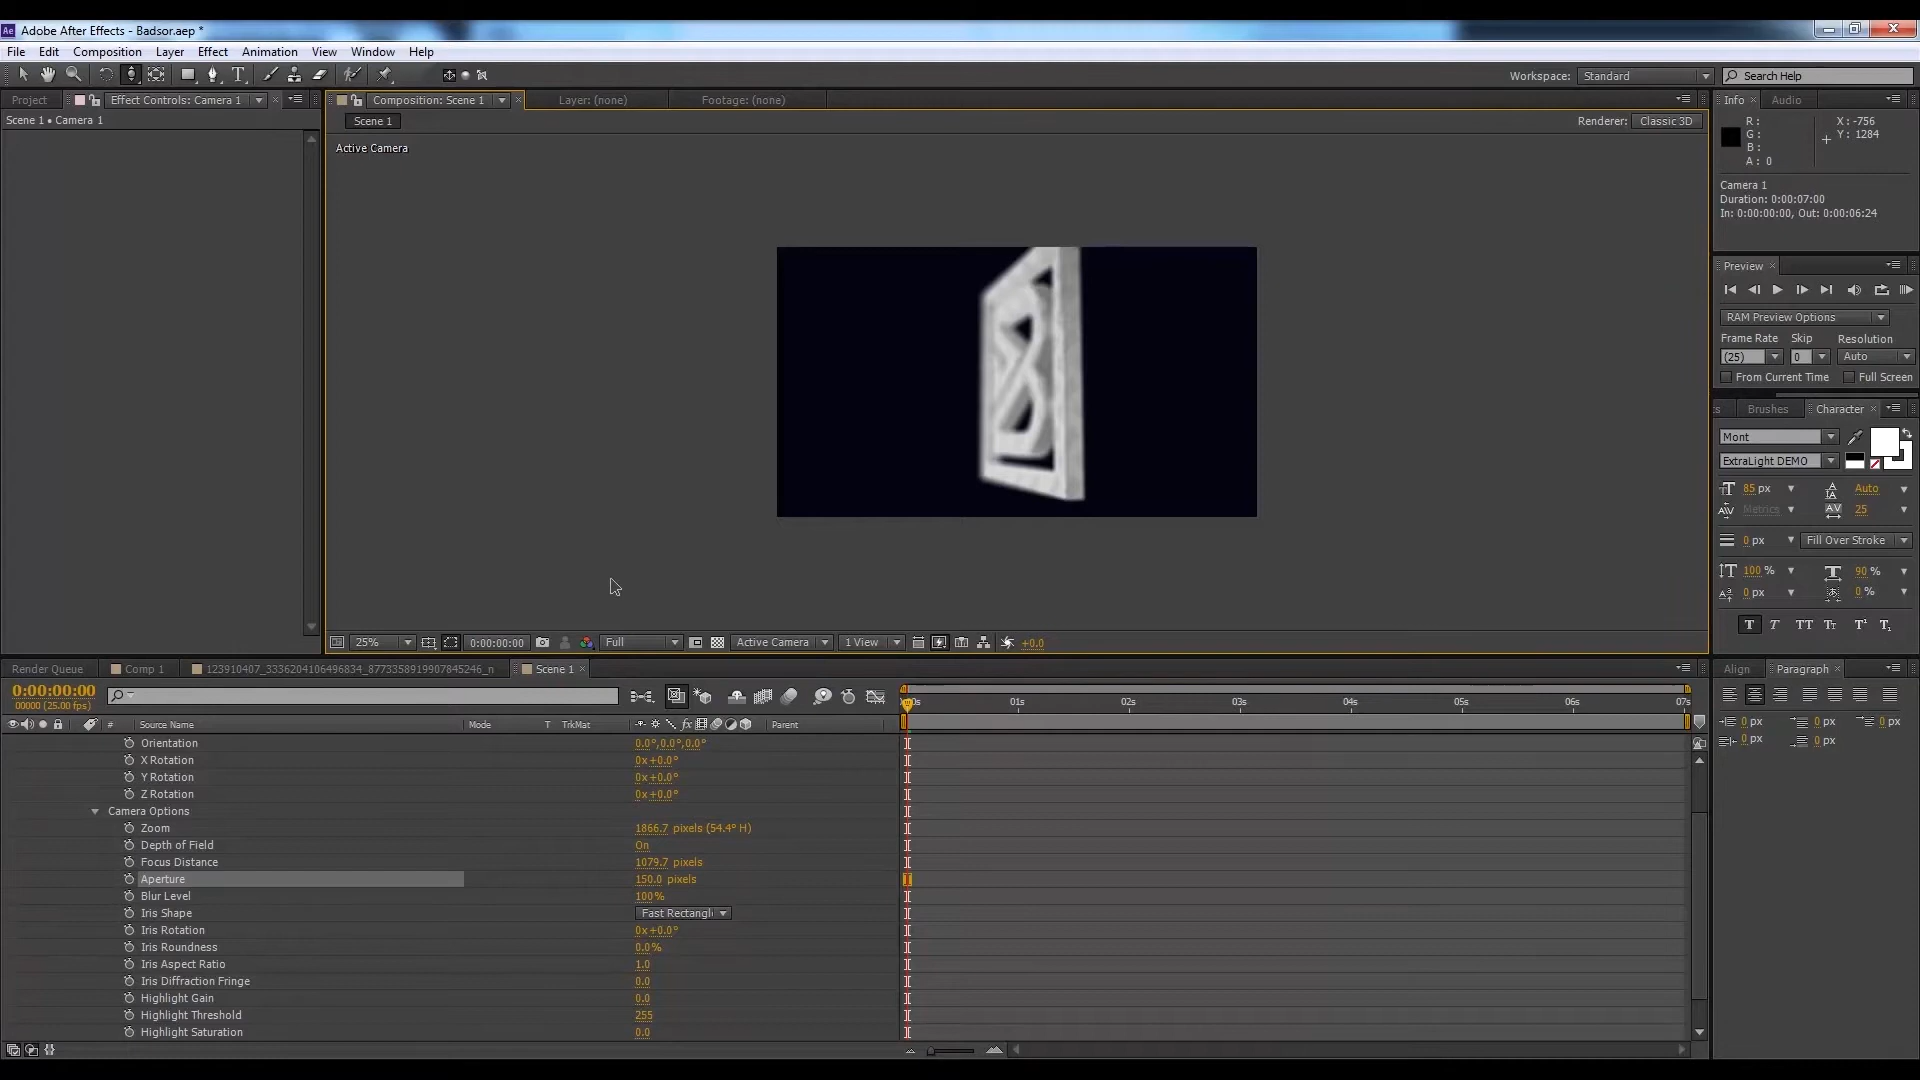 Ae Adobe After Effects - Badsor.aep *
File Edit Composition Layer Effect Animation View Window Help
Workspace: Standard Search Help
Project Effect Controls: Camera 1 Composition: Scene 1 Layer: (none) Footage: (none) Info Audio
Scene 1 • Camera 1 Scene 1 Renderer: Classic 3D
Active Camera
R :
G :
B :
A : 0
X : -756
Y : 1284
Camera 1
Duration: 0:00:07:00
In: 0:00:00:00, Out: 0:00:06:24
Preview
RAM Preview Options
Frame Rate Skip Resolution
(25) 0 Auto
From Current Time Full Screen
Brushes Character
Mont
ExtraLight DEMO
85 px Auto
Metrics 25
0 px Fill Over Stroke
100 % 90 %
0 px 0 %
T T TT Tt T¹ T₁
25% 0:00:00:00 Full Active Camera 1 View +0.0
Render Queue Comp 1 123910407_3336204106496834_8773358919907845246_n Scene 1
Align Paragraph
0:00:00:00
00000 (25.00 fps)
01s 02s 03s 04s 05s 06s 07s
# Source Name Mode T TrkMat Parent
0 px 0 px 0 px
0 px 0 px
Orientation 0.0°,0.0°,0.0°
X Rotation 0x+0.0°
Y Rotation 0x+0.0°
Z Rotation 0x+0.0°
Camera Options
Zoom 1866.7 pixels (54.4° H)
Depth of Field On
Focus Distance 1079.7 pixels
Aperture 150.0 pixels
Blur Level 100%
Iris Shape Fast Rectangl
Iris Rotation 0x+0.0°
Iris Roundness 0.0%
Iris Aspect Ratio 1.0
Iris Diffraction Fringe 0.0
Highlight Gain 0.0
Highlight Threshold 255
Highlight Saturation 0.0